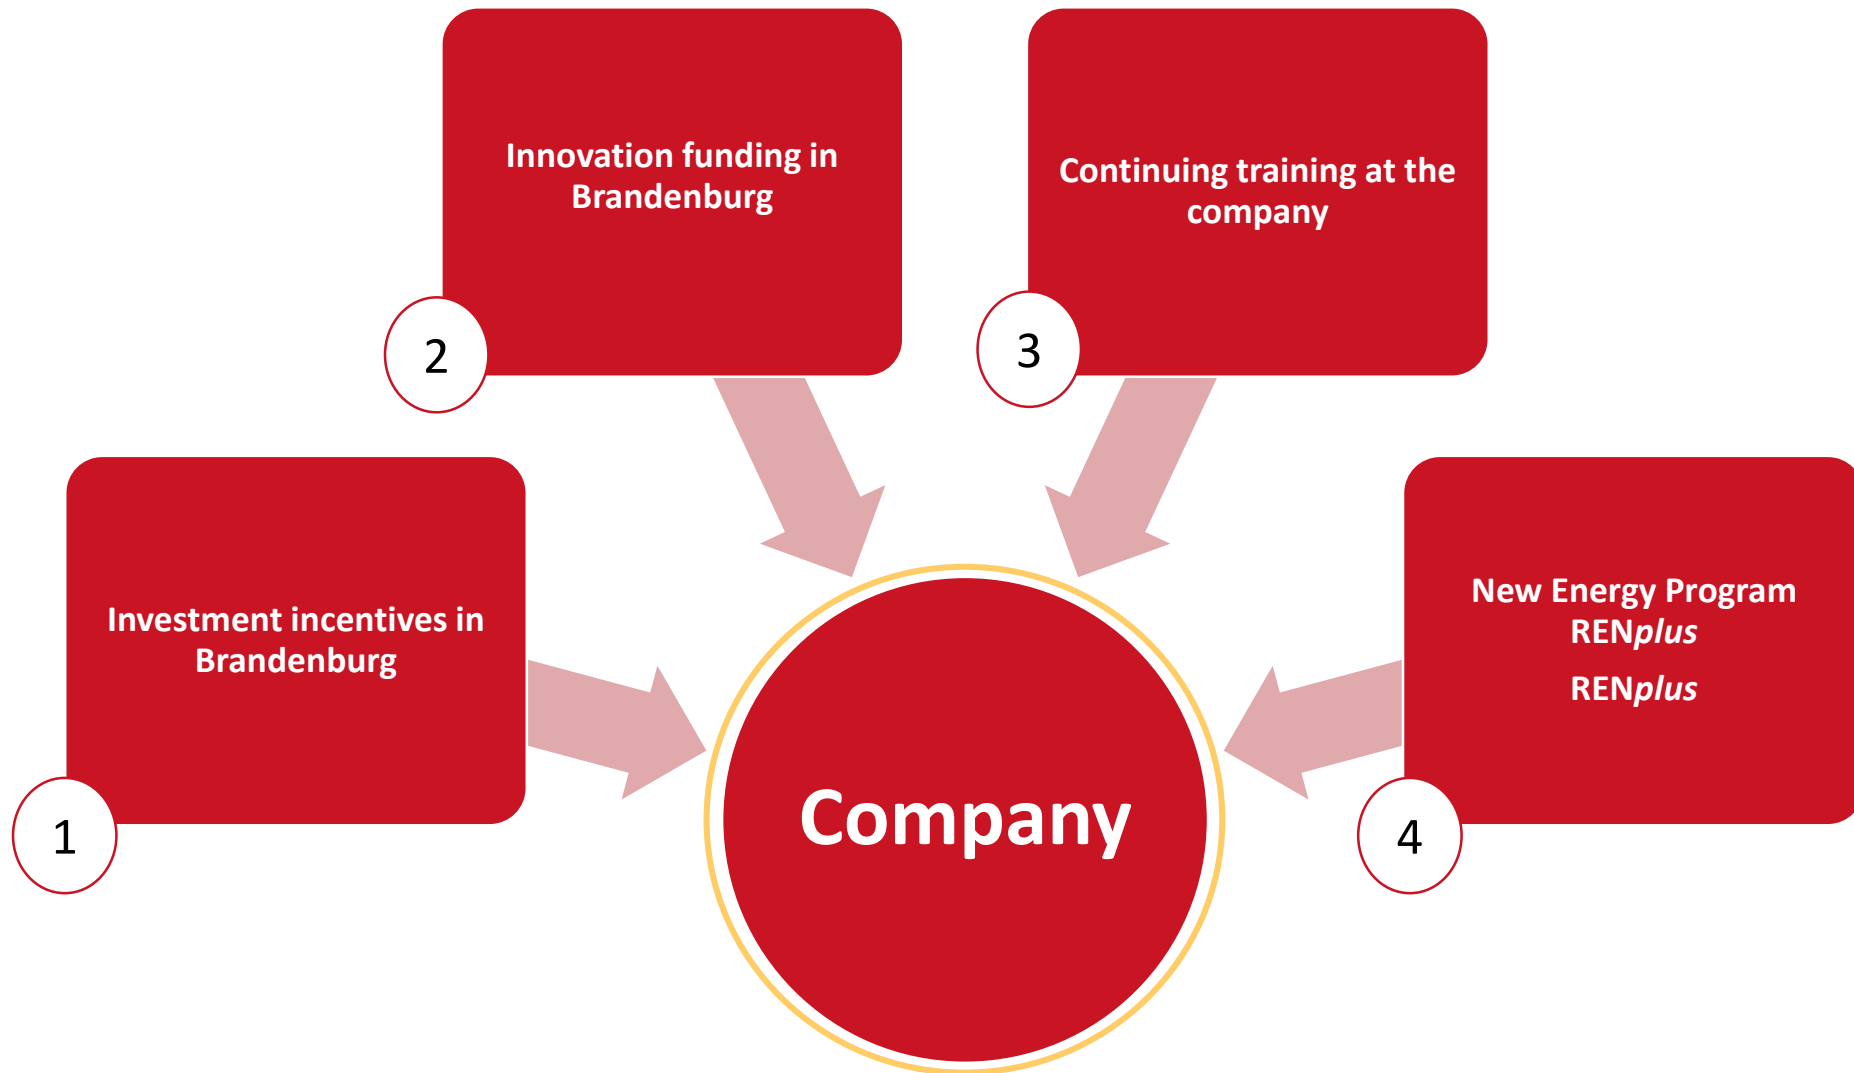 Innovation funding in
Brandenburg
2
Continuing training at the
company
3
Investment incentives in
Brandenburg
1
New Energy Program
RENplus
RENplus
4
Company